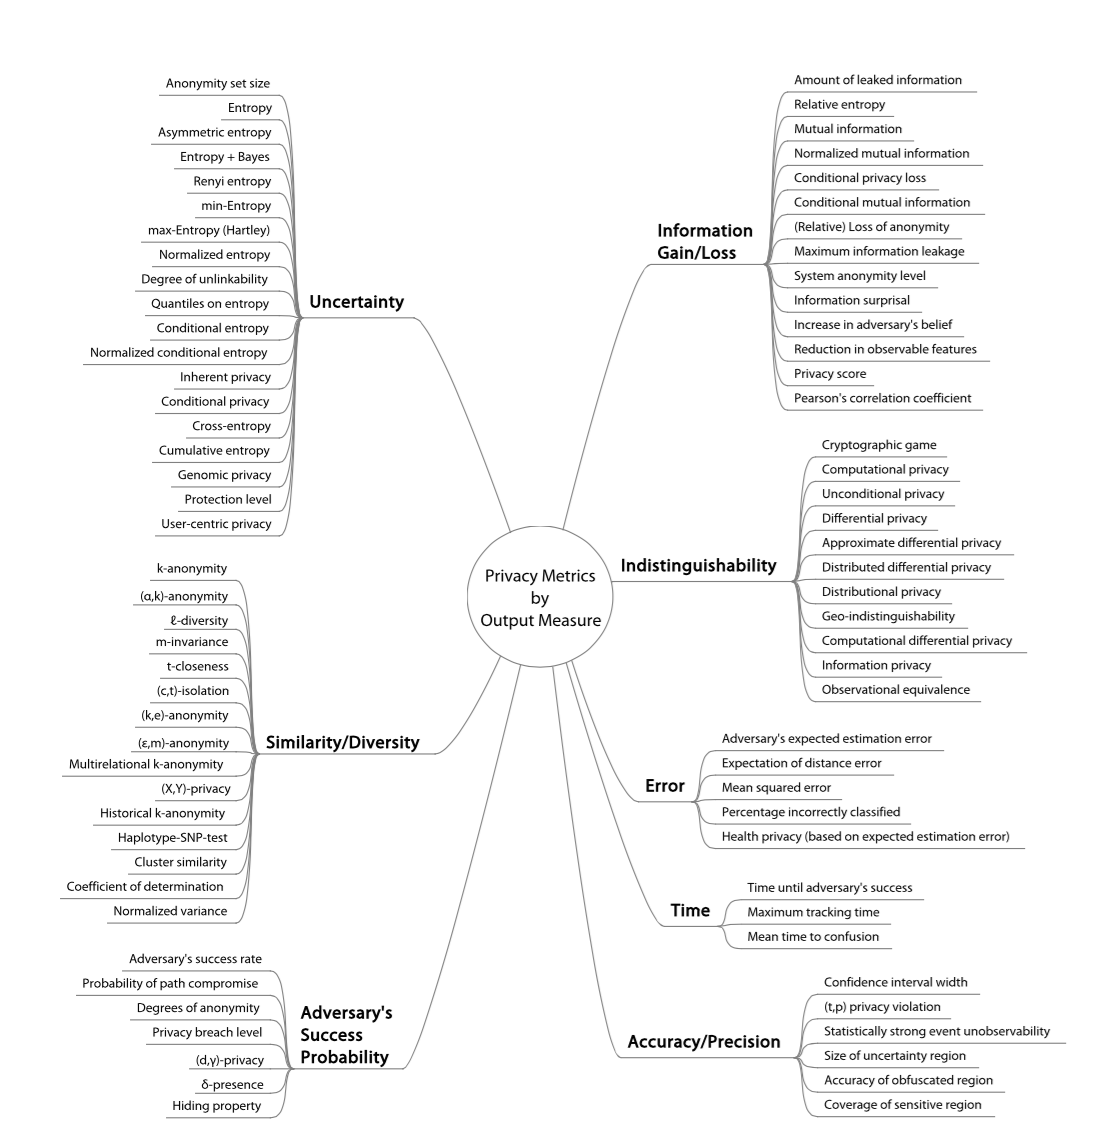 Privacy Metrics
by
Output Measure
Uncertainty
Anonymity set size
Entropy
Asymmetric entropy
Entropy + Bayes
Renyi entropy
min-Entropy
max-Entropy (Hartley)
Normalized entropy
Degree of unlinkability
Quantiles on entropy
Conditional entropy
Normalized conditional entropy
Inherent privacy
Conditional privacy
Cross-entropy
Cumulative entropy
Genomic privacy
Protection level
User-centric privacy
Similarity/Diversity
k-anonymity
(α,k)-anonymity
ℓ-diversity
m-invariance
t-closeness
(c,t)-isolation
(k,e)-anonymity
(ε,m)-anonymity
Multirelational k-anonymity
(X,Y)-privacy
Historical k-anonymity
Haplotype-SNP-test
Cluster similarity
Coefficient of determination
Normalized variance
Adversary's
Success
Probability
Adversary's success rate
Probability of path compromise
Degrees of anonymity
Privacy breach level
(d,γ)-privacy
δ-presence
Hiding property
Information
Gain/Loss
Amount of leaked information
Relative entropy
Mutual information
Normalized mutual information
Conditional privacy loss
Conditional mutual information
(Relative) Loss of anonymity
Maximum information leakage
System anonymity level
Information surprisal
Increase in adversary's belief
Reduction in observable features
Privacy score
Pearson's correlation coefficient
Indistinguishability
Cryptographic game
Computational privacy
Unconditional privacy
Differential privacy
Approximate differential privacy
Distributed differential privacy
Distributional privacy
Geo-indistinguishability
Computational differential privacy
Information privacy
Observational equivalence
Error
Adversary's expected estimation error
Expectation of distance error
Mean squared error
Percentage incorrectly classified
Health privacy (based on expected estimation error)
Time
Time until adversary's success
Maximum tracking time
Mean time to confusion
Accuracy/Precision
Confidence interval width
(t,p) privacy violation
Statistically strong event unobservability
Size of uncertainty region
Accuracy of obfuscated region
Coverage of sensitive region